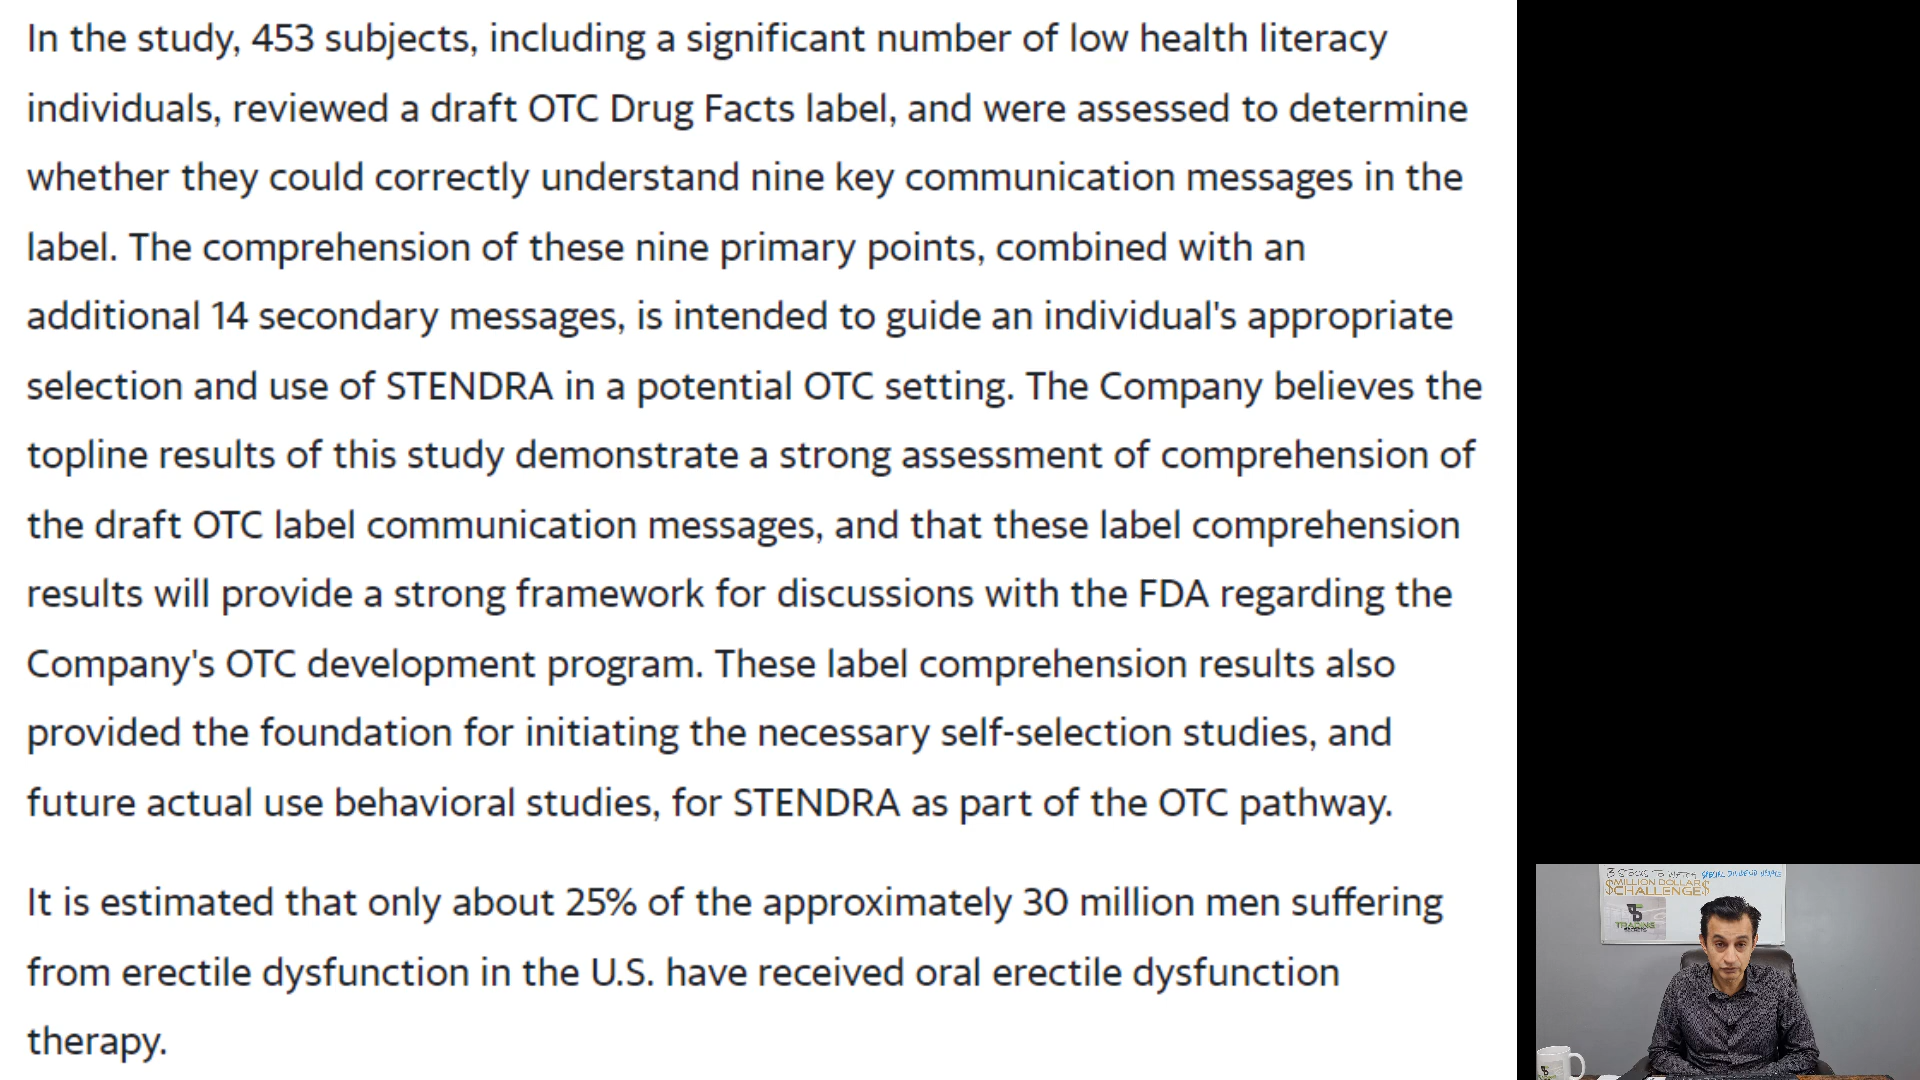 In the study, 453 subjects, including a significant number of low health literacy
individuals, reviewed a draft OTC Drug Facts label, and were assessed to determine
whether they could correctly understand nine key communication messages in the
label. The comprehension of these nine primary points, combined with an
additional 14 secondary messages, is intended to guide an individual's appropriate
selection and use of STENDRA in a potential OTC setting. The Company believes the
topline results of this study demonstrate a strong assessment of comprehension of
the draft OTC label communication messages, and that these label comprehension
results will provide a strong framework for discussions with the FDA regarding the
Company's OTC development program. These label comprehension results also
provided the foundation for initiating the necessary self-selection studies, and
future actual use behavioral studies, for STENDRA as part of the OTC pathway.
It is estimated that only about 25% of the approximately 30 million men suffering
from erectile dysfunction in the U.S. have received oral erectile dysfunction
therapy.
$MILLION DOLLAR$
$CHALLENGE$
TRADING